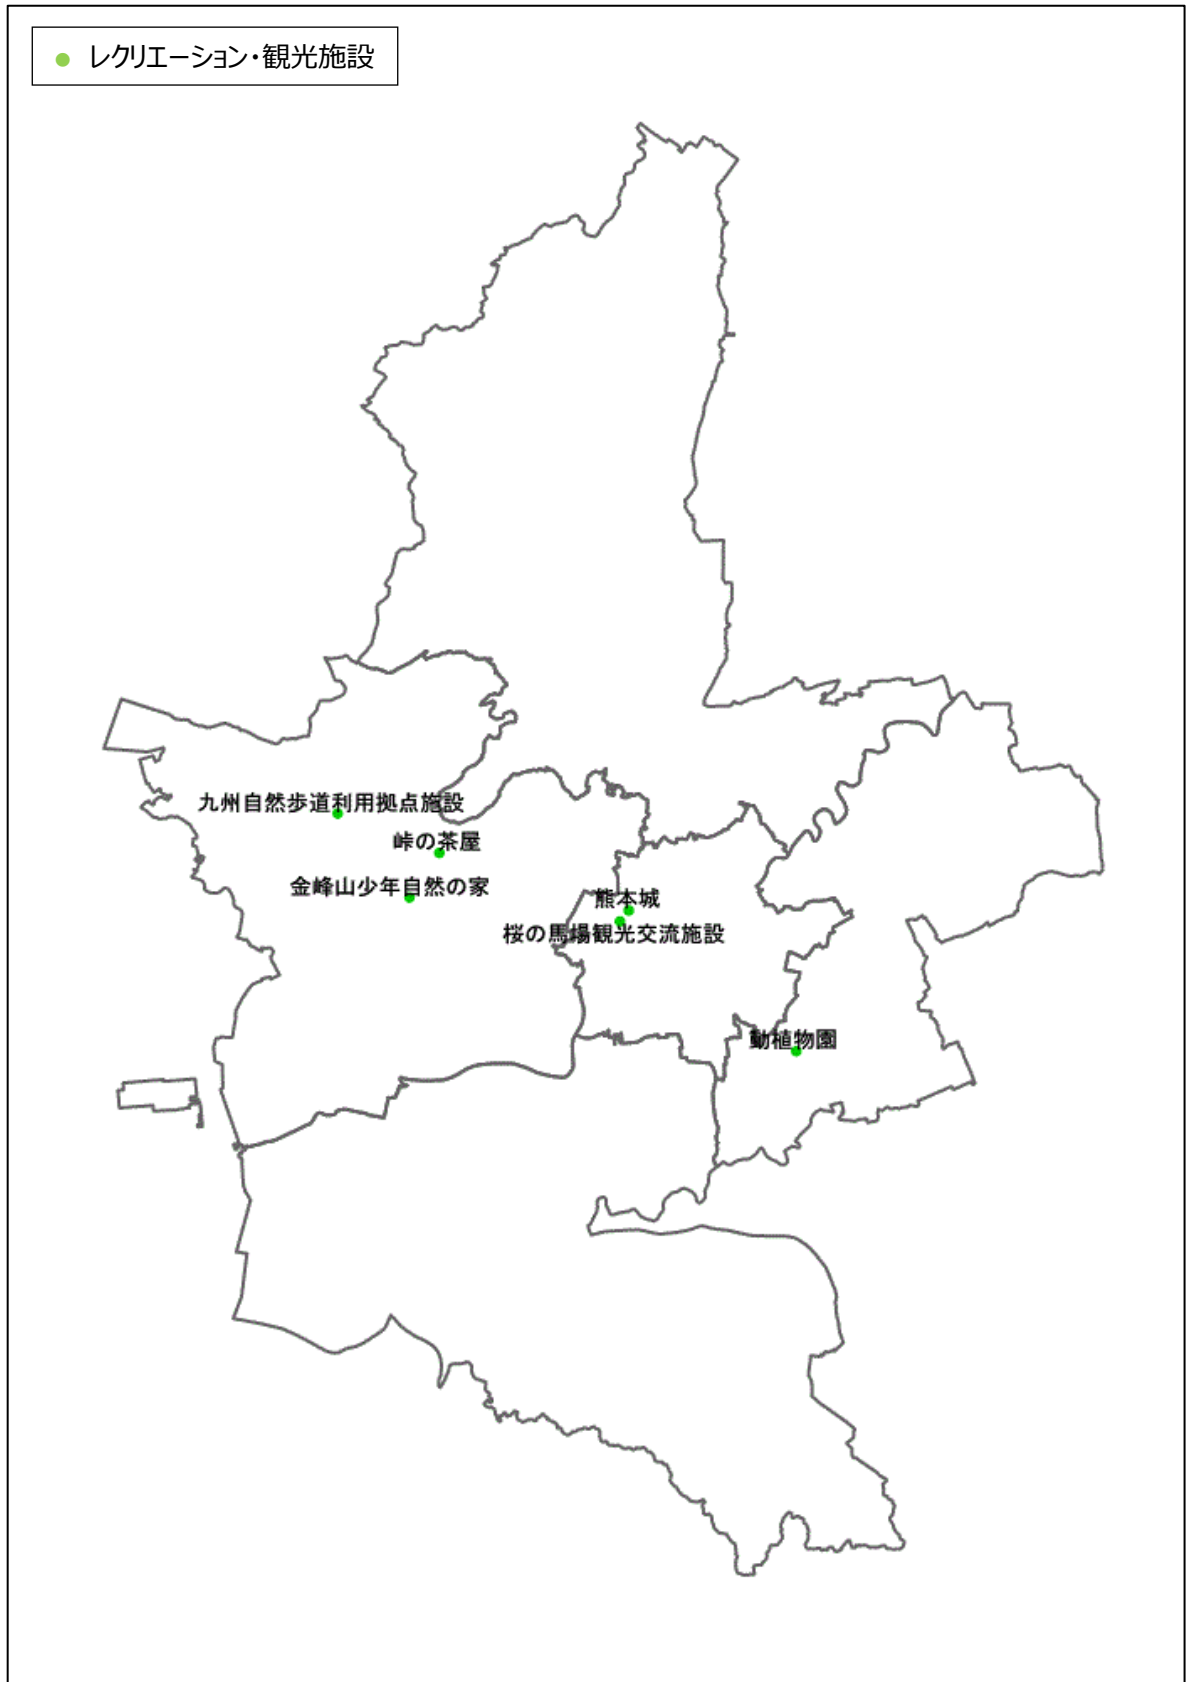 レクリエーション・観光施設
九州自然歩道利用拠点施設
峠の茶屋
金峰山少年自然の家
熊本城
桜の馬場観光交流施設
動植物園